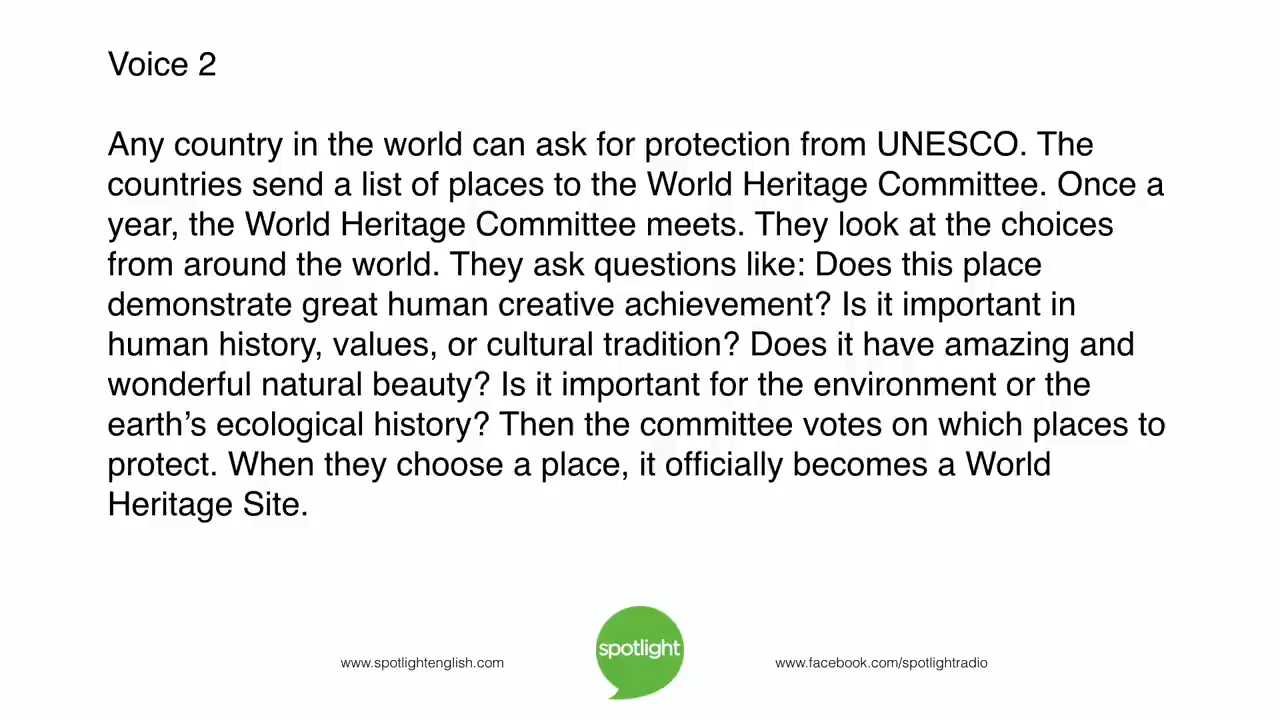 Voice 2
Any country in the world can ask for protection from UNESCO. The
countries send a list of places to the World Heritage Committee. Once a
year, the World Heritage Committee meets. They look at the choices
from around the world. They ask questions like: Does this place
demonstrate great human creative achievement? Is it important in
human history, values, or cultural tradition? Does it have amazing and
wonderful natural beauty? Is it important for the environment or the
earth’s ecological history? Then the committee votes on which places to
protect. When they choose a place, it officially becomes a World
Heritage Site.
www.spotlightenglish.com
spotlight
www.facebook.com/spotlightradio